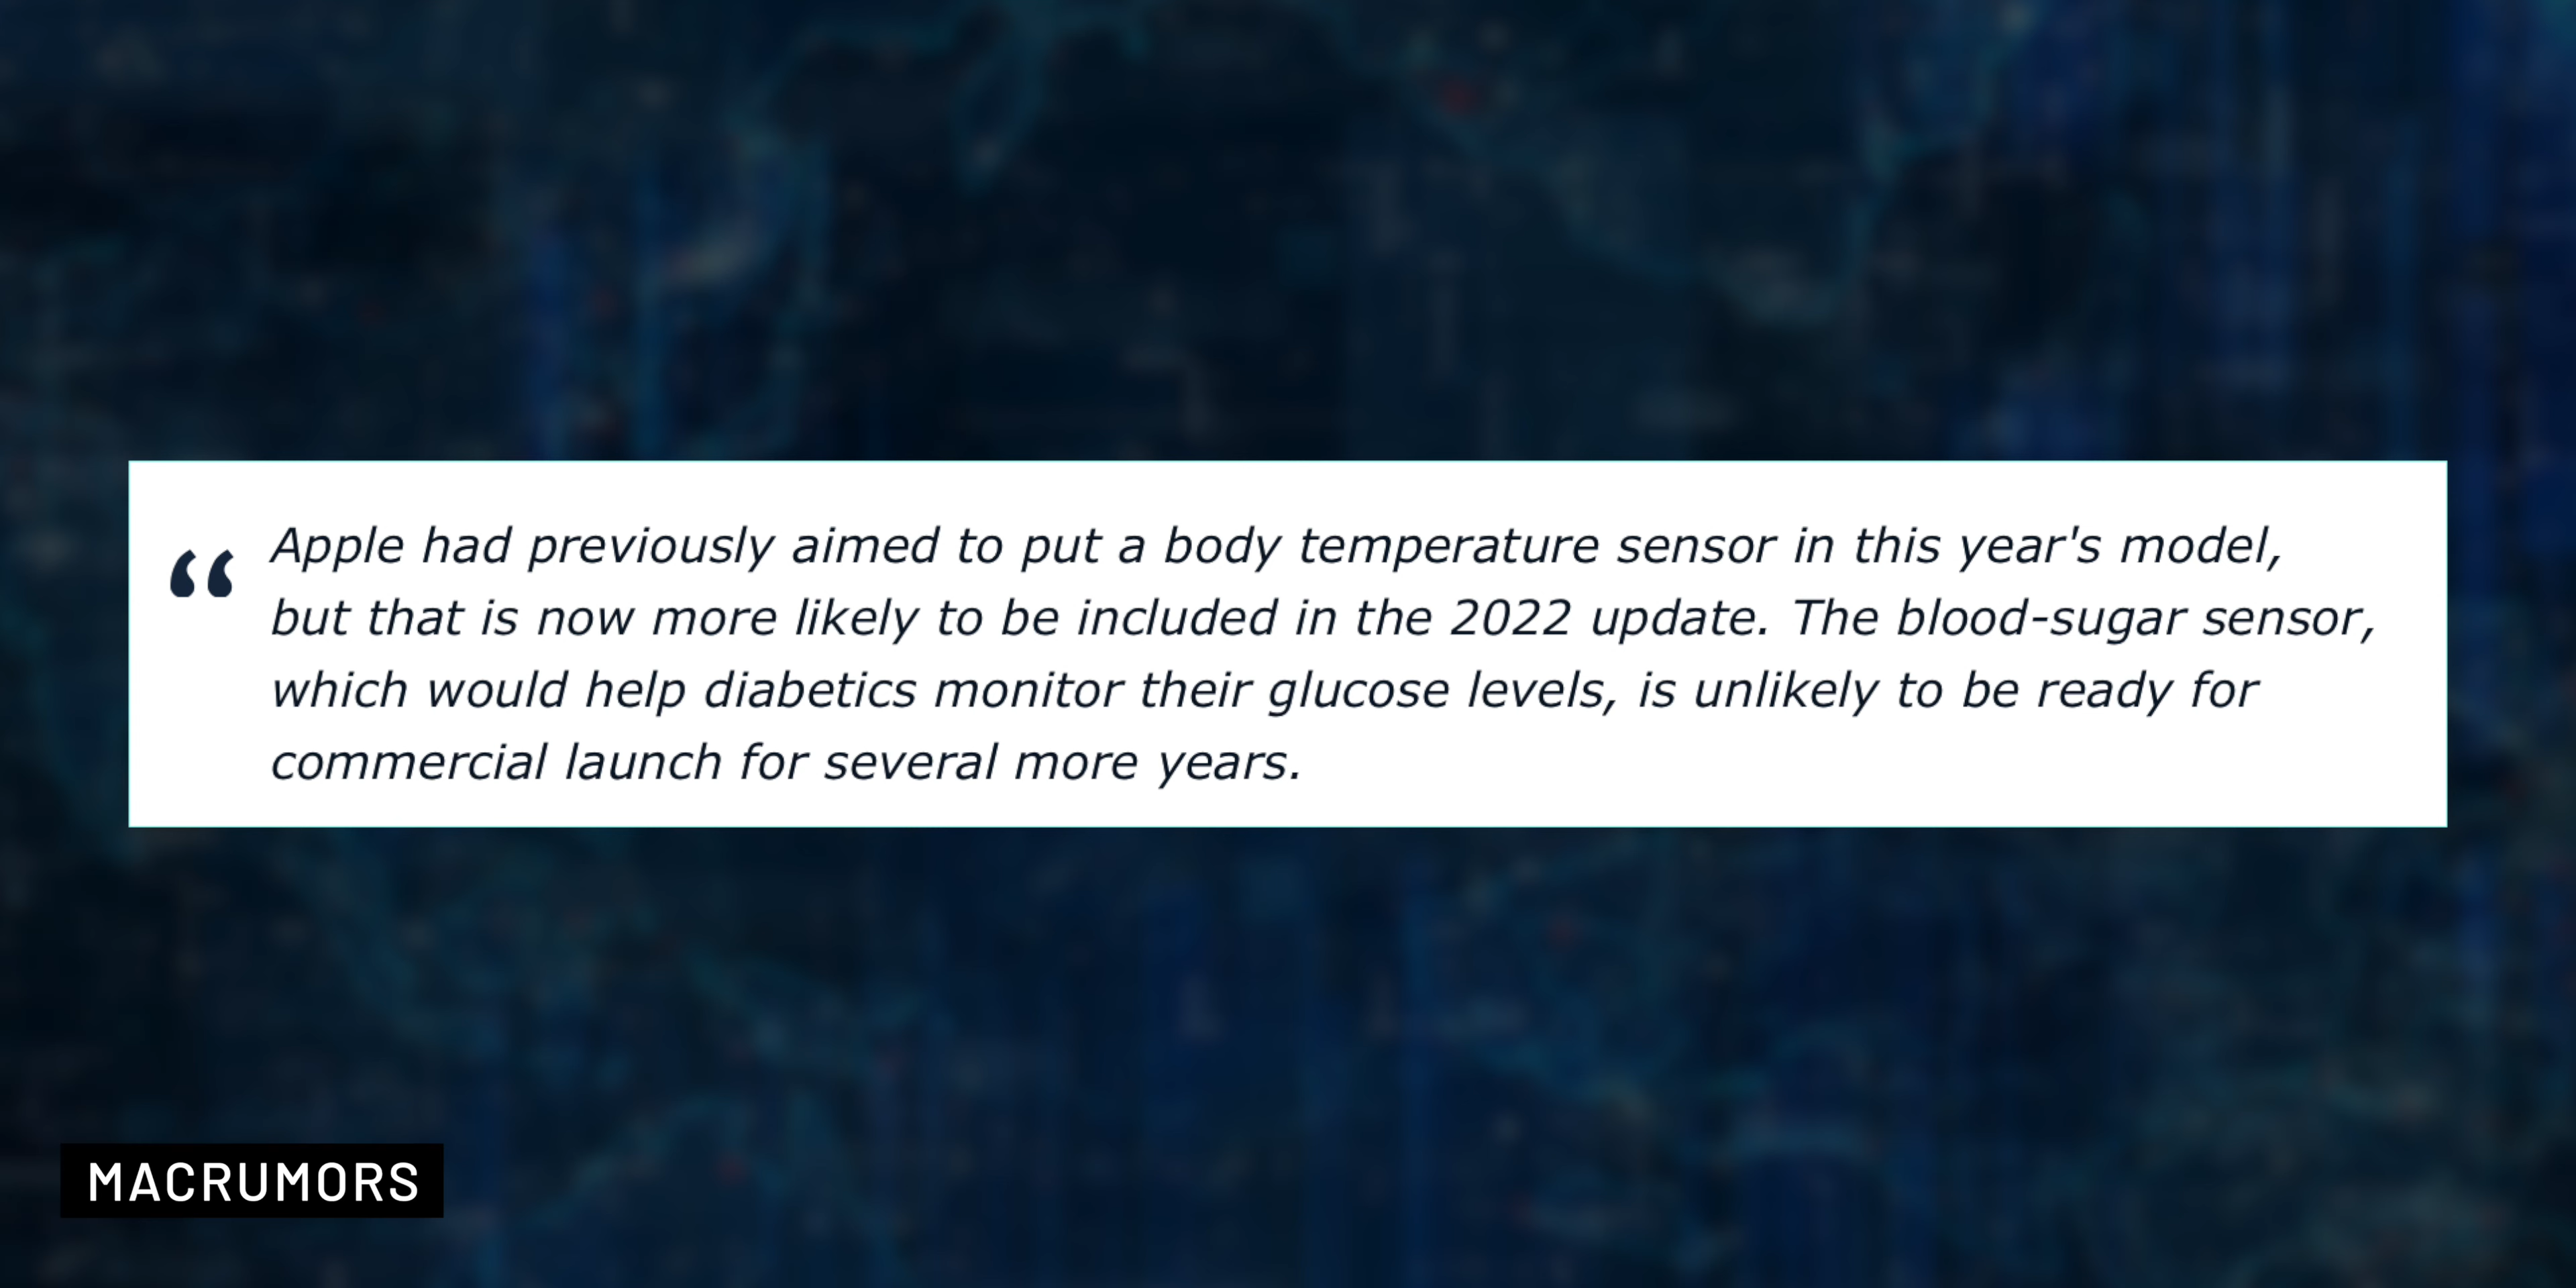 “ Apple had previously aimed to put a body temperature sensor in this year's model,
but that is now more likely to be included in the 2022 update. The blood-sugar sensor,
which would help diabetics monitor their glucose levels, is unlikely to be ready for
commercial launch for several more years.
MACRUMORS